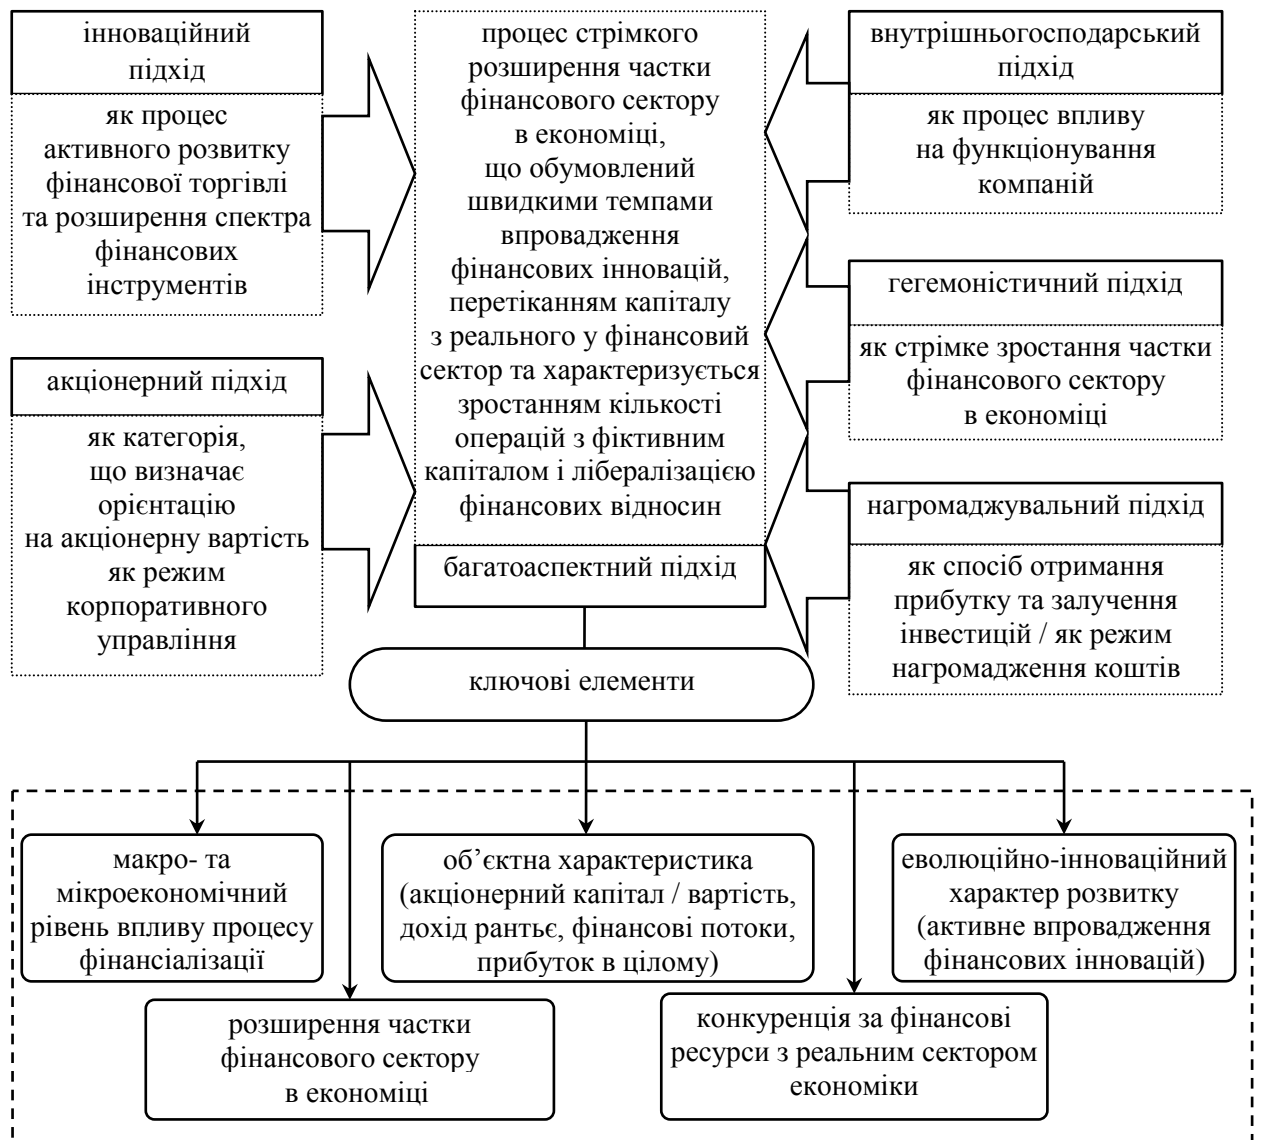 інноваційний
підхід
як процес
активного розвитку
фінансової торгівлі
та розширення спектра
фінансових
інструментів
акціонерний підхід
як категорія,
що визначає
орієнтацію
на акціонерну вартість
як режим
корпоративного
управління
процес стрімкого
розширення частки
фінансового сектору
в економіці,
що обумовлений
швидкими темпами
впровадження
фінансових інновацій,
перетіканням капіталу
з реального у фінансовий
сектор та характеризується
зростанням кількості
операцій з фіктивним
капіталом і лібералізацією
фінансових відносин
багатоаспектний підхід
внутрішньогосподарський
підхід
як процес впливу
на функціонування
компаній
гегемоністичний підхід
як стрімке зростання частки
фінансового сектору
в економіці
нагромаджувальний підхід
як спосіб отримання
прибутку та залучення
інвестицій / як режим
нагромадження коштів
ключові елементи
макро- та
мікроекономічний
рівень впливу процесу
фінансіалізації
об’єктна характеристика
(акціонерний капітал / вартість,
дохід рантьє, фінансові потоки,
прибуток в цілому)
еволюційно-інноваційний
характер розвитку
(активне впровадження
фінансових інновацій)
розширення частки
фінансового сектору
в економіці
конкуренція за фінансові
ресурси з реальним сектором
економіки